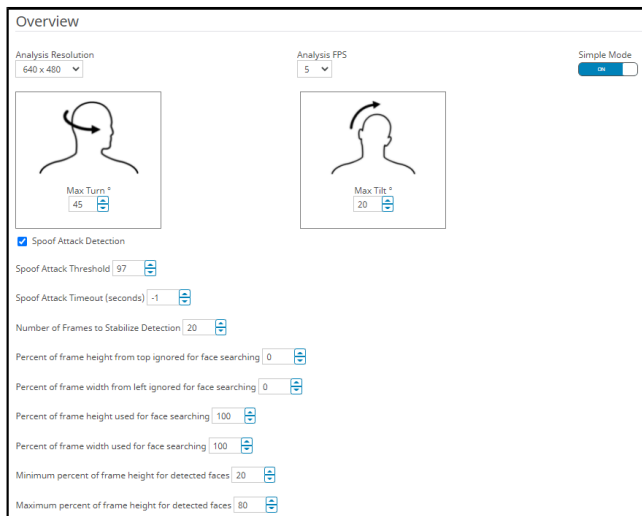 Overview
Analysis Resolution Analysis FPS Simple Mode
640 x 480 5 ON
Max Turn ° Max Tilt °
45 20
Spoof Attack Detection
Spoof Attack Threshold 97
Spoof Attack Timeout (seconds) -1
Number of Frames to Stabilize Detection 20
Percent of frame height from top ignored for face searching 0
Percent of frame width from left ignored for face searching 0
Percent of frame height used for face searching 100
Percent of frame width used for face searching 100
Minimum percent of frame height for detected faces 20
Maximum percent of frame height for detected faces 80